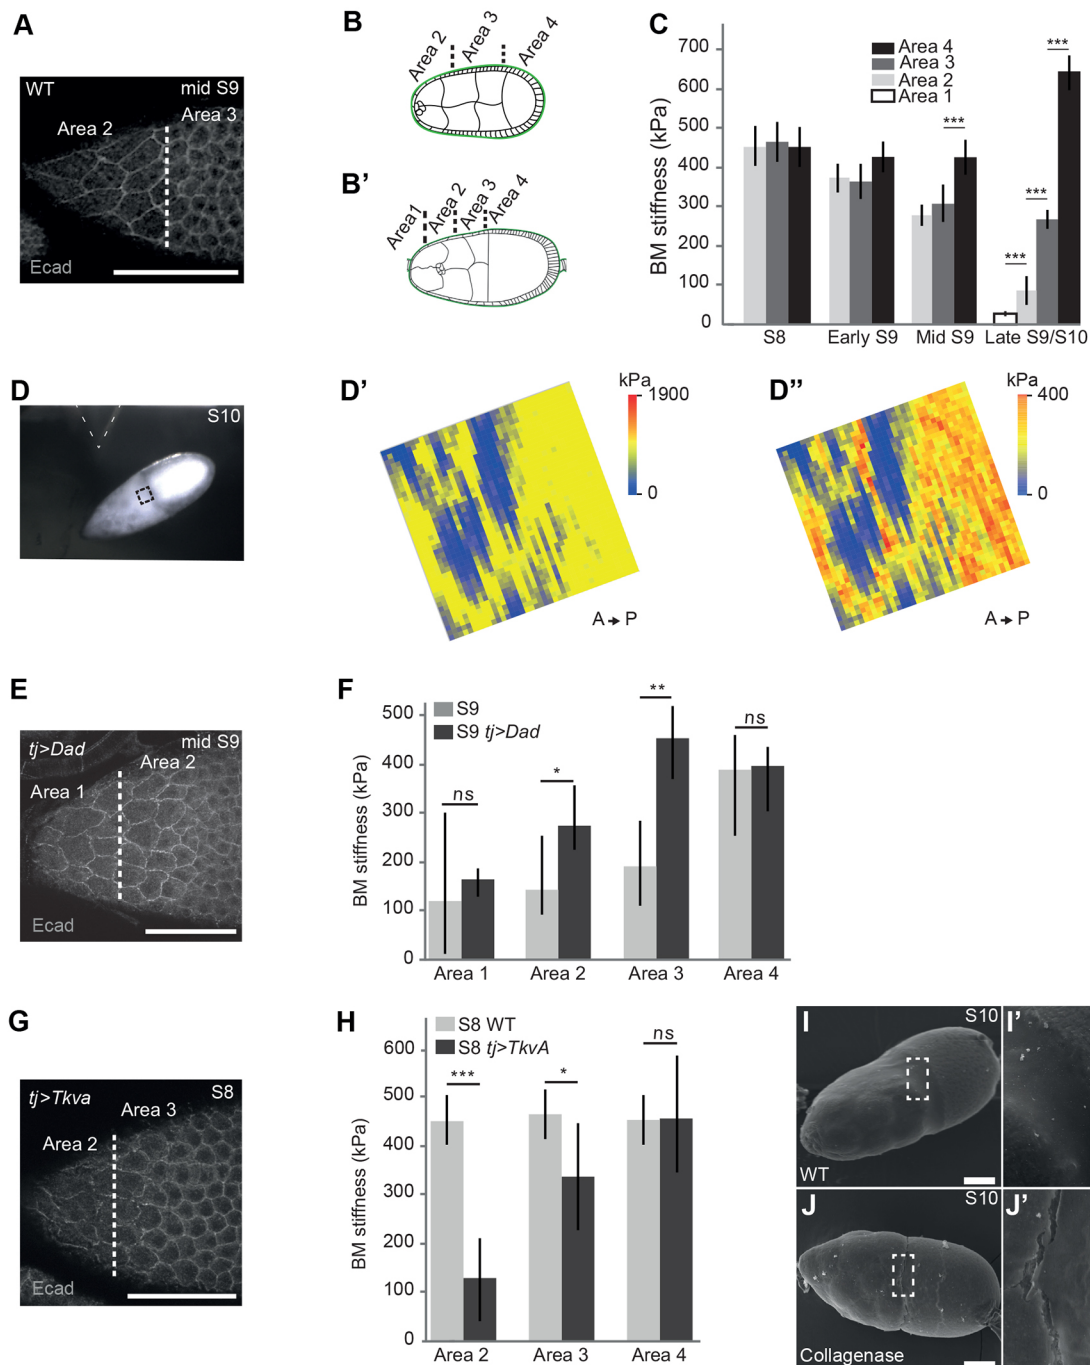 A
WT
mid S9
Area 2
Area 3
Ecad
B
Area 2
Area 3
Area 4
B'
Area1
Area 2
Area 3
Area 4
C
BM stiffness (kPa)
700
600
500
400
300
200
100
0
Area 4
Area 3
Area 2
Area 1
***
***
***
***
S8
Early S9
Mid S9
Late S9/S10
D
S10
D'
kPa
1900
0
A → P
D''
kPa
400
0
A → P
E
tj>Dad
mid S9
Area 2
Area 1
Ecad
F
S9
S9 tj>Dad
BM stiffness (kPa)
500
400
300
200
100
0
ns
*
**
ns
Area 1
Area 2
Area 3
Area 4
G
tj>Tkva
S8
Area 3
Area 2
Ecad
H
S8 WT
S8 tj>TkvA
BM stiffness (kPa)
600
500
400
300
200
100
0
***
*
ns
Area 2
Area 3
Area 4
I
S10
WT
I'
J
S10
Collagenase
J'